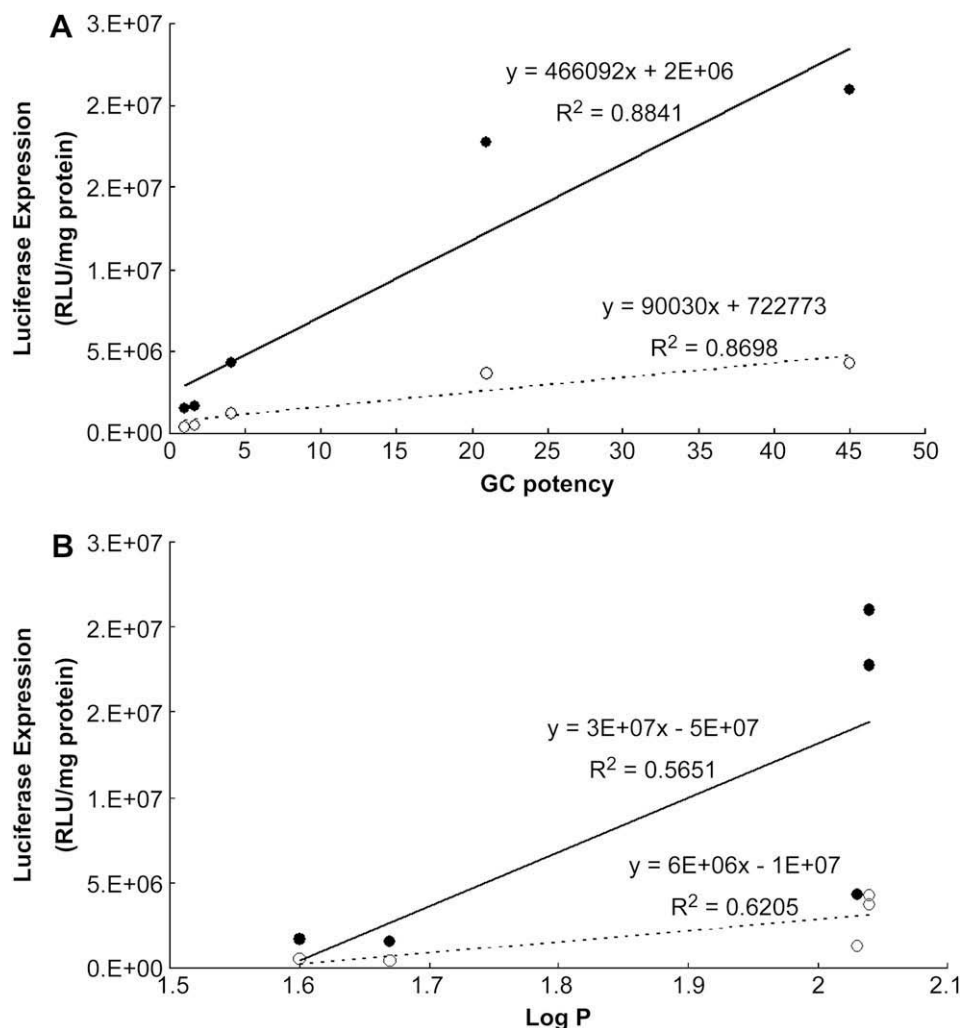 A
3.E+07
2.E+07
2.E+07
1.E+07
5.E+06
0.E+00
Luciferase Expression
(RLU/mg protein)
y = 466092x + 2E+06
R² = 0.8841
y = 90030x + 722773
R² = 0.8698
0 5 10 15 20 25 30 35 40 45 50
GC potency
B
3.E+07
2.E+07
2.E+07
1.E+07
5.E+06
0.E+00
Luciferase Expression
(RLU/mg protein)
y = 3E+07x - 5E+07
R² = 0.5651
y = 6E+06x - 1E+07
R² = 0.6205
1.5 1.6 1.7 1.8 1.9 2 2.1
Log P